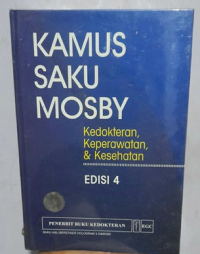 KAMUS
SAKU
MOSBY
Kedokteran,
Keperawatan,
& Kesehatan
EDISI 4
PENERBIT BUKU KEDOKTERAN
EGC